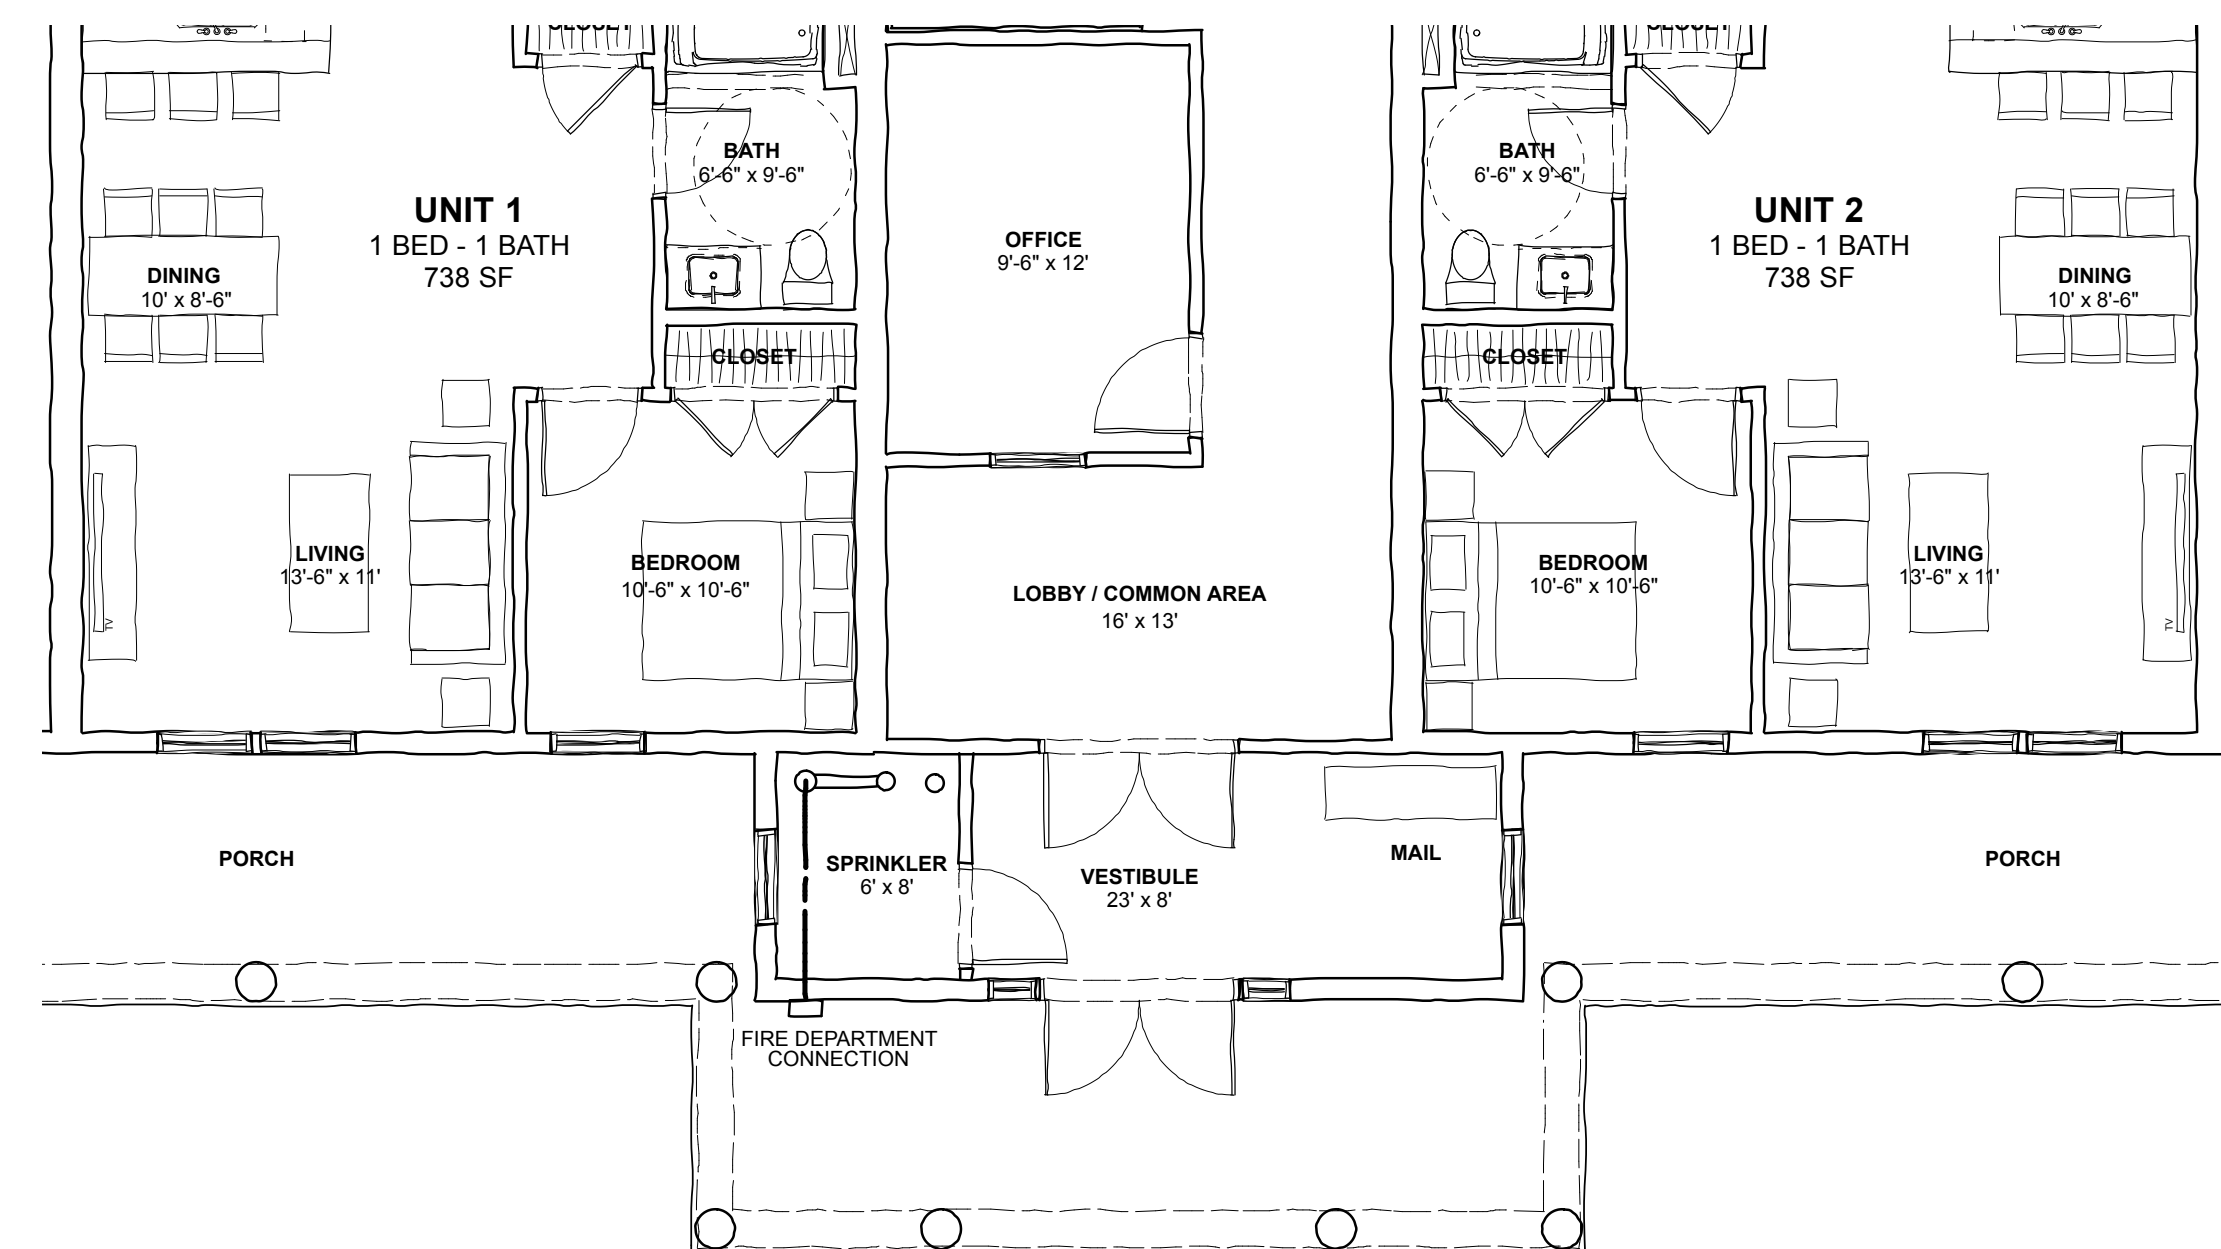 CLOSET
CLOSET
BATH
6'-6" x 9'-6"
BATH
6'-6" x 9'-6"
UNIT 1
1 BED - 1 BATH
738 SF
UNIT 2
1 BED - 1 BATH
738 SF
OFFICE
9'-6" x 12'
DINING
10' x 8'-6"
DINING
10' x 8'-6"
CLOSET
CLOSET
LIVING
13'-6" x 11'
BEDROOM
10'-6" x 10'-6"
LOBBY / COMMON AREA
16' x 13'
BEDROOM
10'-6" x 10'-6"
LIVING
13'-6" x 11'
TV
TV
PORCH
SPRINKLER
6' x 8'
VESTIBULE
23' x 8'
MAIL
PORCH
FIRE DEPARTMENT
CONNECTION